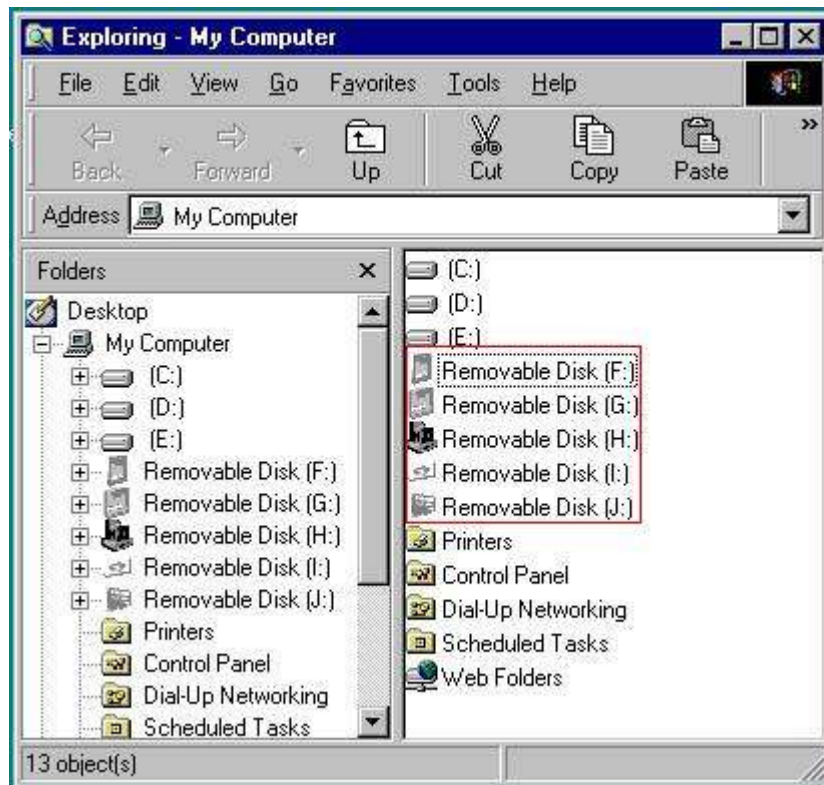 Exploring - My Computer
File Edit View Go Favorites Tools Help
Back Forward Up Cut Copy Paste »
Address My Computer
Folders
Desktop
My Computer
(C:)
(D:)
(E:)
Removable Disk (F:)
Removable Disk (G:)
Removable Disk (H:)
Removable Disk (I:)
Removable Disk (J:)
Printers
Control Panel
Dial-Up Networking
Scheduled Tasks
(C:)
(D:)
(E:)
Removable Disk (F:)
Removable Disk (G:)
Removable Disk (H:)
Removable Disk (I:)
Removable Disk (J:)
Printers
Control Panel
Dial-Up Networking
Scheduled Tasks
Web Folders
13 object(s)